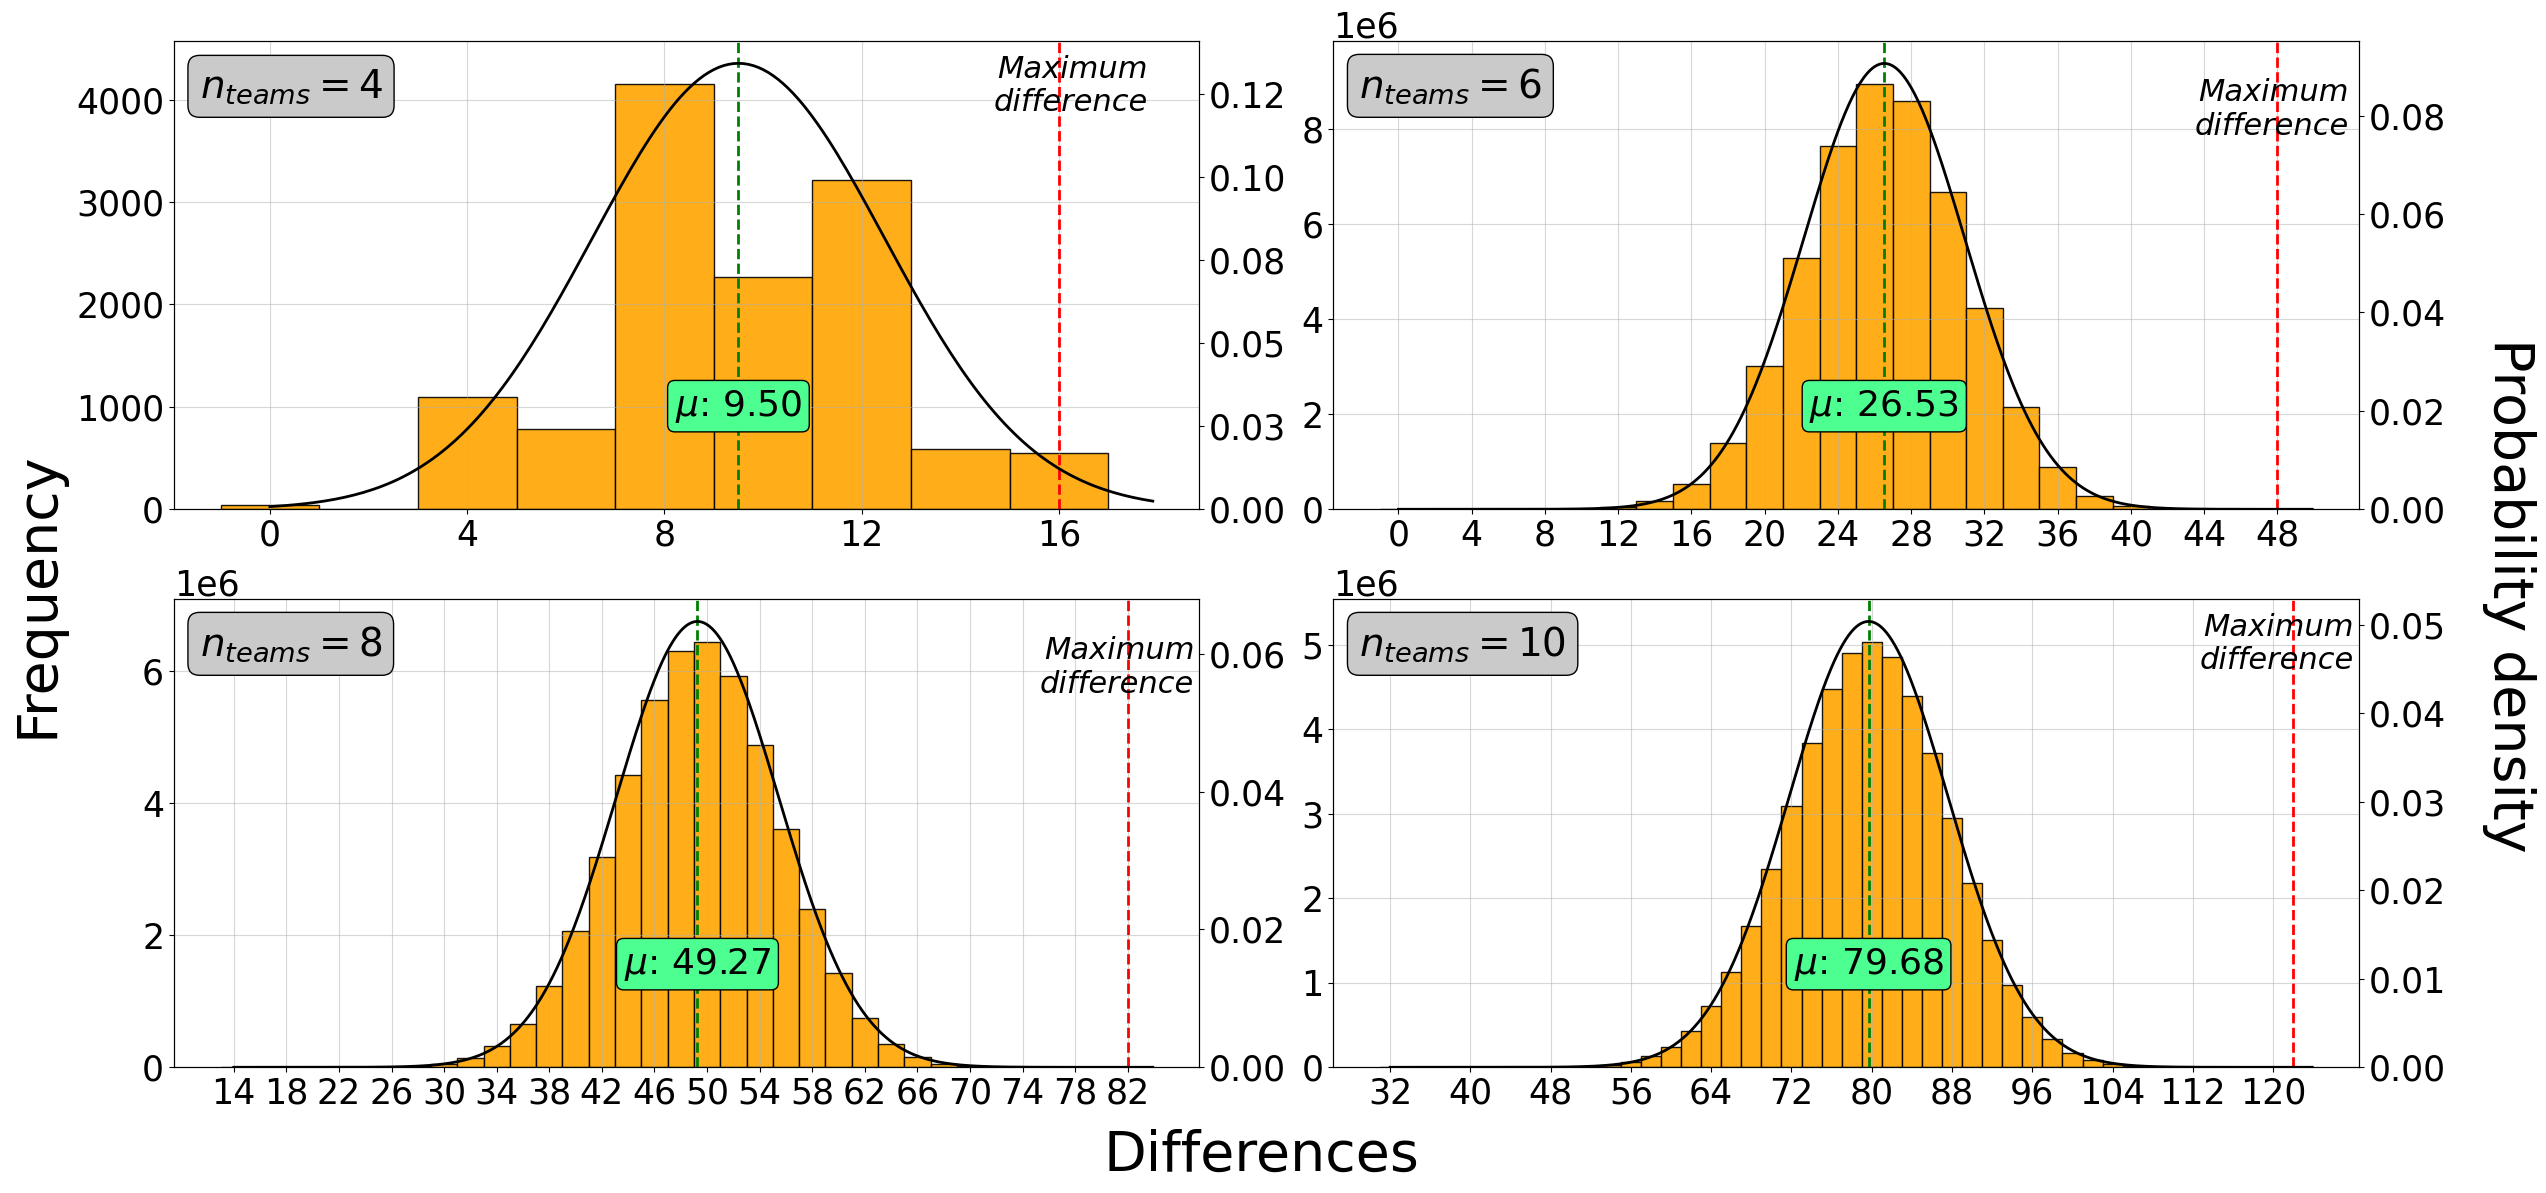 n_teams = 4
Maximum
difference
μ: 9.50
4000
3000
2000
1000
0
0.12
0.10
0.08
0.05
0.03
0.00
0 4 8 12 16
1e6
n_teams = 6
Maximum
difference
μ: 26.53
8
6
4
2
0
0.08
0.06
0.04
0.02
0.00
0 4 8 12 16 20 24 28 32 36 40 44 48
1e6
n_teams = 8
Maximum
difference
μ: 49.27
6
4
2
0
0.06
0.04
0.02
0.00
14 18 22 26 30 34 38 42 46 50 54 58 62 66 70 74 78 82
1e6
n_teams = 10
Maximum
difference
μ: 79.68
5
4
3
2
1
0
0.05
0.04
0.03
0.02
0.01
0.00
32 40 48 56 64 72 80 88 96 104 112 120
Frequency
Probability density
Differences